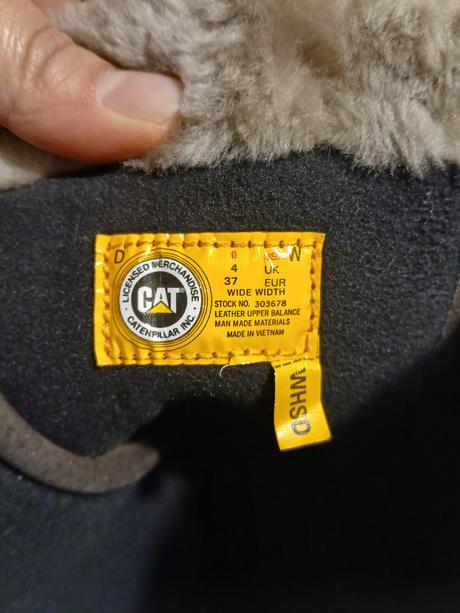 D 6 US W
4 UK
37 EUR
WIDE WIDTH
STOCK NO. 303678
LEATHER UPPER BALANCE
MAN MADE MATERIALS
MADE IN VIETNAM
LICENSED MERCHANDISE
CAT
CATERPILLAR INC.
WHSD